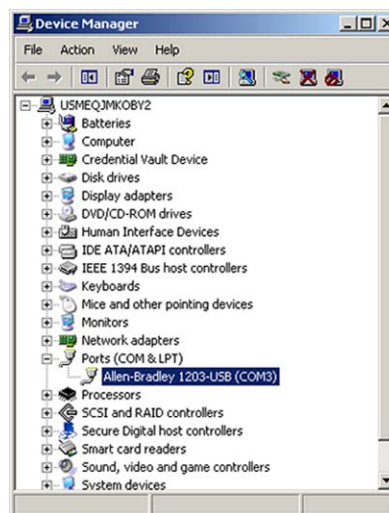 Device Manager
File Action View Help
USMEQJMKOBY2
Batteries
Computer
Credential Vault Device
Disk drives
Display adapters
DVD/CD-ROM drives
Human Interface Devices
IDE ATA/ATAPI controllers
IEEE 1394 Bus host controllers
Keyboards
Mice and other pointing devices
Monitors
Network adapters
Ports (COM & LPT)
Allen-Bradley 1203-USB (COM3)
Processors
SCSI and RAID controllers
Secure Digital host controllers
Smart card readers
Sound, video and game controllers
System devices